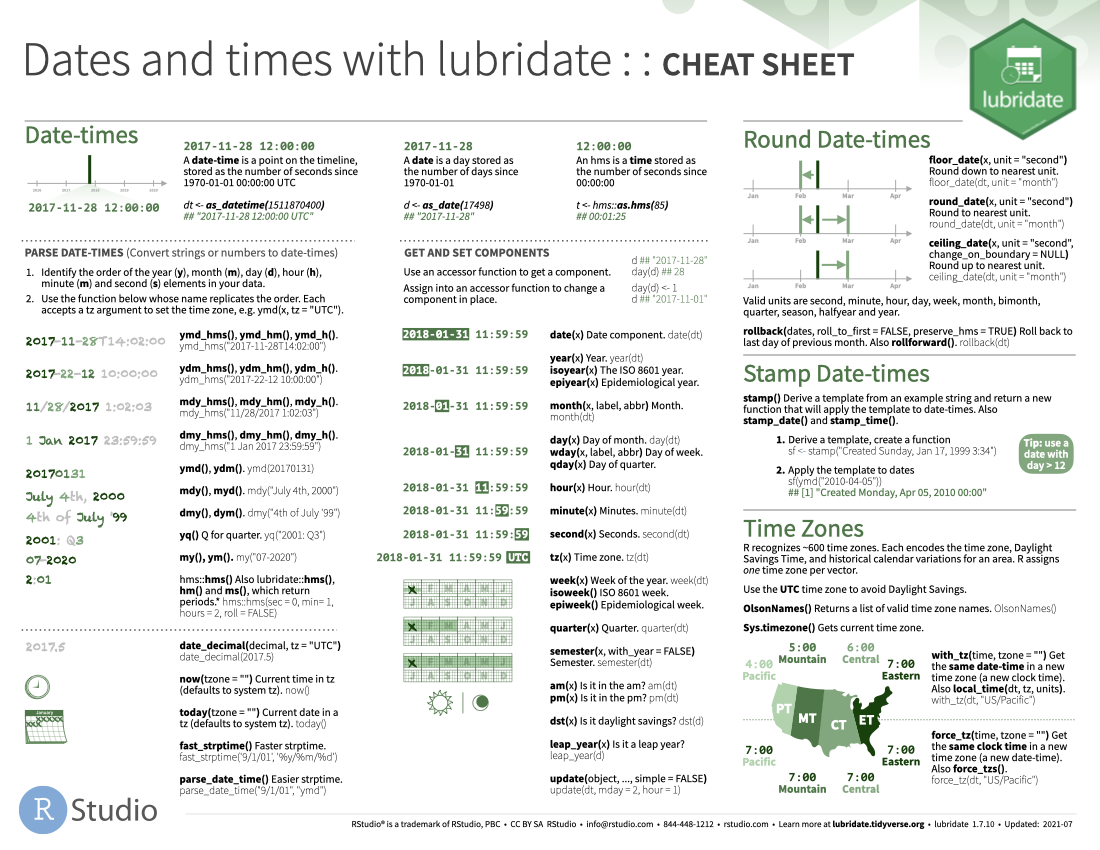 Dates and times with lubridate : : CHEAT SHEET
lubridate
Date-times
2017-11-28 12:00:00
2017-11-28 12:00:00
A date-time is a point on the timeline,
stored as the number of seconds since
1970-01-01 00:00:00 UTC
dt <- as_datetime(1511870400)
## "2017-11-28 12:00:00 UTC"
2017-11-28
A date is a day stored as
the number of days since
1970-01-01
d <- as_date(17498)
## "2017-11-28"
12:00:00
An hms is a time stored as
the number of seconds since
00:00:00
t <- hms::as.hms(85)
## 00:01:25
PARSE DATE-TIMES (Convert strings or numbers to date-times)
1. Identify the order of the year (y), month (m), day (d), hour (h),
minute (m) and second (s) elements in your data.
2. Use the function below whose name replicates the order. Each
accepts a tz argument to set the time zone, e.g. ymd(x, tz = "UTC").
2017-11-28T14:02:00
ymd_hms(), ymd_hm(), ymd_h().
ymd_hms("2017-11-28T14:02:00")
2017-22-12 10:00:00
ydm_hms(), ydm_hm(), ydm_h().
ydm_hms("2017-22-12 10:00:00")
11/28/2017 1:02:03
mdy_hms(), mdy_hm(), mdy_h().
mdy_hms("11/28/2017 1:02:03")
1 Jan 2017 23:59:59
dmy_hms(), dmy_hm(), dmy_h().
dmy_hms("1 Jan 2017 23:59:59")
20170131
ymd(), ydm(). ymd(20170131)
July 4th, 2000
mdy(), myd(). mdy("July 4th, 2000")
4th of July '99
dmy(), dym(). dmy("4th of July '99")
2001: Q3
yq() Q for quarter. yq("2001: Q3")
07-2020
my(), ym(). my("07-2020")
2:01
hms::hms() Also lubridate::hms(),
hm() and ms(), which return
periods.* hms::hms(sec = 0, min= 1,
hours = 2, roll = FALSE)
2017.5
date_decimal(decimal, tz = "UTC")
date_decimal(2017.5)
now(tzone = "") Current time in tz
(defaults to system tz). now()
January
today(tzone = "") Current date in a
tz (defaults to system tz). today()
fast_strptime() Faster strptime.
fast_strptime('9/1/01', '%y/%m/%d')
parse_date_time() Easier strptime.
parse_date_time("9/1/01", "ymd")
GET AND SET COMPONENTS
Use an accessor function to get a component.
Assign into an accessor function to change a
component in place.
d ## "2017-11-28"
day(d) ## 28
day(d) <- 1
d ## "2017-11-01"
2018-01-31 11:59:59
date(x) Date component. date(dt)
2018-01-31 11:59:59
year(x) Year. year(dt)
isoyear(x) The ISO 8601 year.
epiyear(x) Epidemiological year.
2018-01-31 11:59:59
month(x, label, abbr) Month.
month(dt)
2018-01-31 11:59:59
day(x) Day of month. day(dt)
wday(x, label, abbr) Day of week.
qday(x) Day of quarter.
2018-01-31 11:59:59
hour(x) Hour. hour(dt)
2018-01-31 11:59:59
minute(x) Minutes. minute(dt)
2018-01-31 11:59:59
second(x) Seconds. second(dt)
2018-01-31 11:59:59 UTC
tz(x) Time zone. tz(dt)
J F M A M J
J A S O N D
week(x) Week of the year. week(dt)
isoweek() ISO 8601 week.
epiweek() Epidemiological week.
J F M A M J
J A S O N D
quarter(x) Quarter. quarter(dt)
J F M A M J
J A S O N D
semester(x, with_year = FALSE)
Semester. semester(dt)
am(x) Is it in the am? am(dt)
pm(x) Is it in the pm? pm(dt)
dst(x) Is it daylight savings? dst(d)
leap_year(x) Is it a leap year?
leap_year(d)
update(object, ..., simple = FALSE)
update(dt, mday = 2, hour = 1)
Round Date-times
Jan Feb Mar Apr
floor_date(x, unit = "second")
Round down to nearest unit.
floor_date(dt, unit = "month")
Jan Feb Mar Apr
round_date(x, unit = "second")
Round to nearest unit.
round_date(dt, unit = "month")
Jan Feb Mar Apr
ceiling_date(x, unit = "second",
change_on_boundary = NULL)
Round up to nearest unit.
ceiling_date(dt, unit = "month")
Valid units are second, minute, hour, day, week, month, bimonth,
quarter, season, halfyear and year.
rollback(dates, roll_to_first = FALSE, preserve_hms = TRUE) Roll back to
last day of previous month. Also rollforward(). rollback(dt)
Stamp Date-times
stamp() Derive a template from an example string and return a new
function that will apply the template to date-times. Also
stamp_date() and stamp_time().
1. Derive a template, create a function
sf <- stamp("Created Sunday, Jan 17, 1999 3:34")
2. Apply the template to dates
sf(ymd("2010-04-05"))
## [1] "Created Monday, Apr 05, 2010 00:00"
Tip: use a
date with
day > 12
Time Zones
R recognizes ~600 time zones. Each encodes the time zone, Daylight
Savings Time, and historical calendar variations for an area. R assigns
one time zone per vector.
Use the UTC time zone to avoid Daylight Savings.
OlsonNames() Returns a list of valid time zone names. OlsonNames()
Sys.timezone() Gets current time zone.
5:00 6:00
Mountain Central
4:00 7:00
Pacific Eastern
PT MT CT ET
7:00 7:00
Pacific Eastern
7:00 7:00
Mountain Central
with_tz(time, tzone = "") Get
the same date-time in a new
time zone (a new clock time).
Also local_time(dt, tz, units).
with_tz(dt, "US/Pacific")
force_tz(time, tzone = "") Get
the same clock time in a new
time zone (a new date-time).
Also force_tzs().
force_tz(dt, "US/Pacific")
R Studio
RStudio® is a trademark of RStudio, PBC • CC BY SA RStudio • info@rstudio.com • 844-448-1212 • rstudio.com • Learn more at lubridate.tidyverse.org • lubridate 1.7.10 • Updated: 2021-07